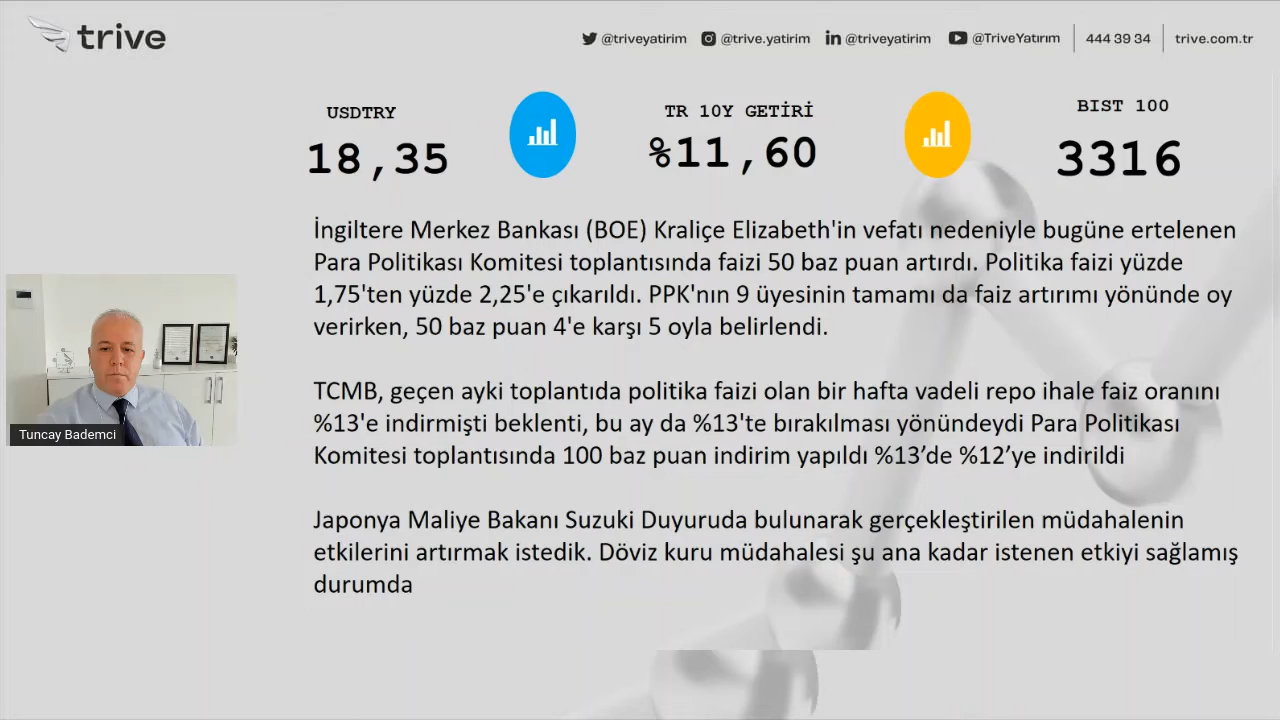 trive
@triveyatirim @trive.yatirim in @triveyatirim @TriveYatırım 444 39 34 trive.com.tr
USDTRY TR 10Y GETİRİ BIST 100
18,35 %11,60 3316
İngiltere Merkez Bankası (BOE) Kraliçe Elizabeth'in vefatı nedeniyle bugüne ertelenen
Para Politikası Komitesi toplantısında faizi 50 baz puan artırdı. Politika faizi yüzde
1,75'ten yüzde 2,25'e çıkarıldı. PPK'nın 9 üyesinin tamamı da faiz artırımı yönünde oy
verirken, 50 baz puan 4'e karşı 5 oyla belirlendi.
TCMB, geçen ayki toplantıda politika faizi olan bir hafta vadeli repo ihale faiz oranını
%13'e indirmişti beklenti, bu ay da %13'te bırakılması yönündeydi Para Politikası
Komitesi toplantısında 100 baz puan indirim yapıldı %13’de %12’ye indirildi
Japonya Maliye Bakanı Suzuki Duyuruda bulunarak gerçekleştirilen müdahalenin
etkilerini artırmak istedik. Döviz kuru müdahalesi şu ana kadar istenen etkiyi sağlamış
durumda
Tuncay Bademci